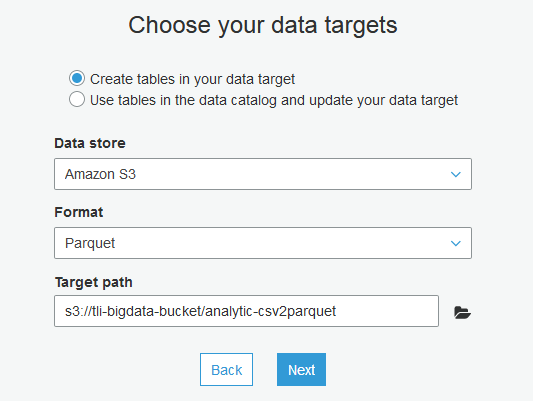 Choose your data targets
Create tables in your data target
Use tables in the data catalog and update your data target
Data store
Amazon S3
Format
Parquet
Target path
s3://tli-bigdata-bucket/analytic-csv2parquet
Back Next